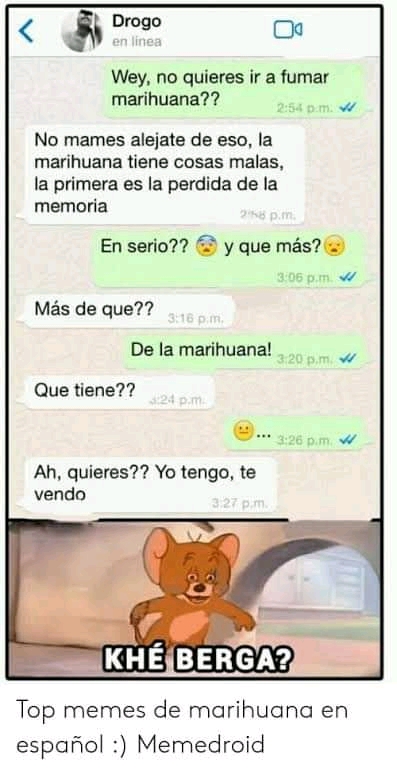 Drogo
en línea
Wey, no quieres ir a fumar
marihuana??
2:54 p.m.
No mames alejate de eso, la
marihuana tiene cosas malas,
la primera es la perdida de la
memoria
2:58 p.m.
En serio?? 😨 y que más? 😦
3:06 p.m.
Más de que??
3:16 p.m.
De la marihuana!
3:20 p.m.
Que tiene??
3:24 p.m.
😐...
3:26 p.m.
Ah, quieres?? Yo tengo, te
vendo
3:27 p.m.
KHÉ BERGA?
Top memes de marihuana en
español :) Memedroid